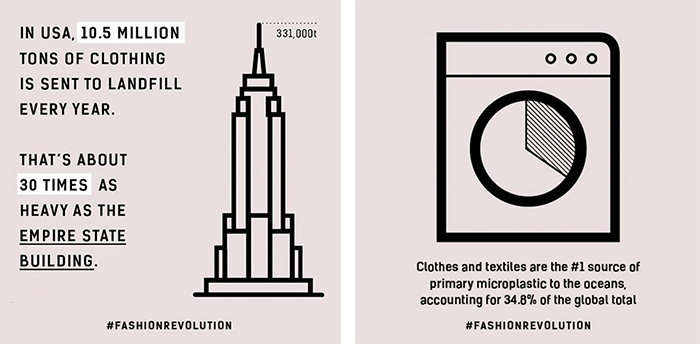 IN USA, 10.5 MILLION
TONS OF CLOTHING
IS SENT TO LANDFILL
EVERY YEAR.
THAT'S ABOUT
30 TIMES AS
HEAVY AS THE
EMPIRE STATE
BUILDING.
331,000t
#FASHIONREVOLUTION
Clothes and textiles are the #1 source of
primary microplastic to the oceans,
accounting for 34.8% of the global total
#FASHIONREVOLUTION